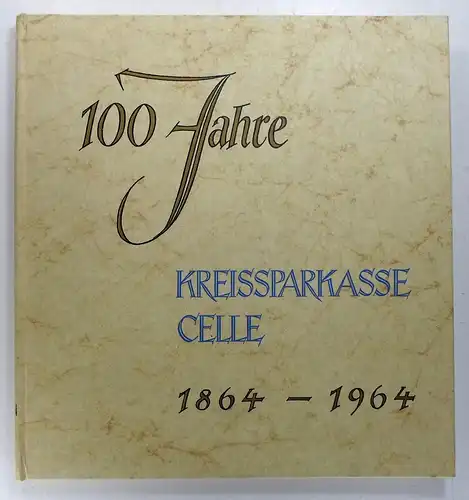 100 Jahre
KREISSPARKASSE
CELLE
1864 - 1964